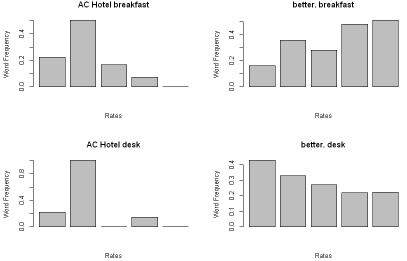 AC Hotel breakfast
Word Frequency
0.0 0.2 0.4
Rates
better. breakfast
Word Frequency
0.0 0.2 0.4
Rates
AC Hotel desk
Word Frequency
0.0 0.4 0.8
Rates
better. desk
Word Frequency
0.0 0.1 0.2 0.3 0.4
Rates